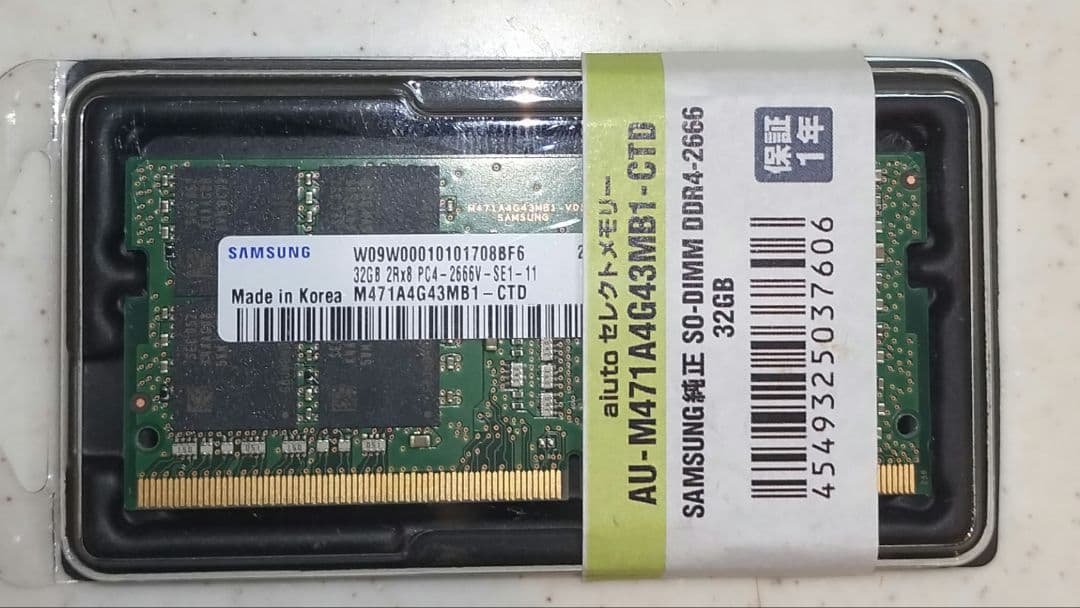 M471A4G43MB1-VD
SAMSUNG
SAMSUNG
W09W00010101708BF6
32GB 2Rx8 PC4-2666V-SE1-11
Made in Korea M471A4G43MB1-CTD
2
aiuto セレクトメモリー
AU-M471A4G43MB1-CTD
SAMSUNG純正 SO-DIMM DDR4-2666
32GB
保証
1年
4549325037606